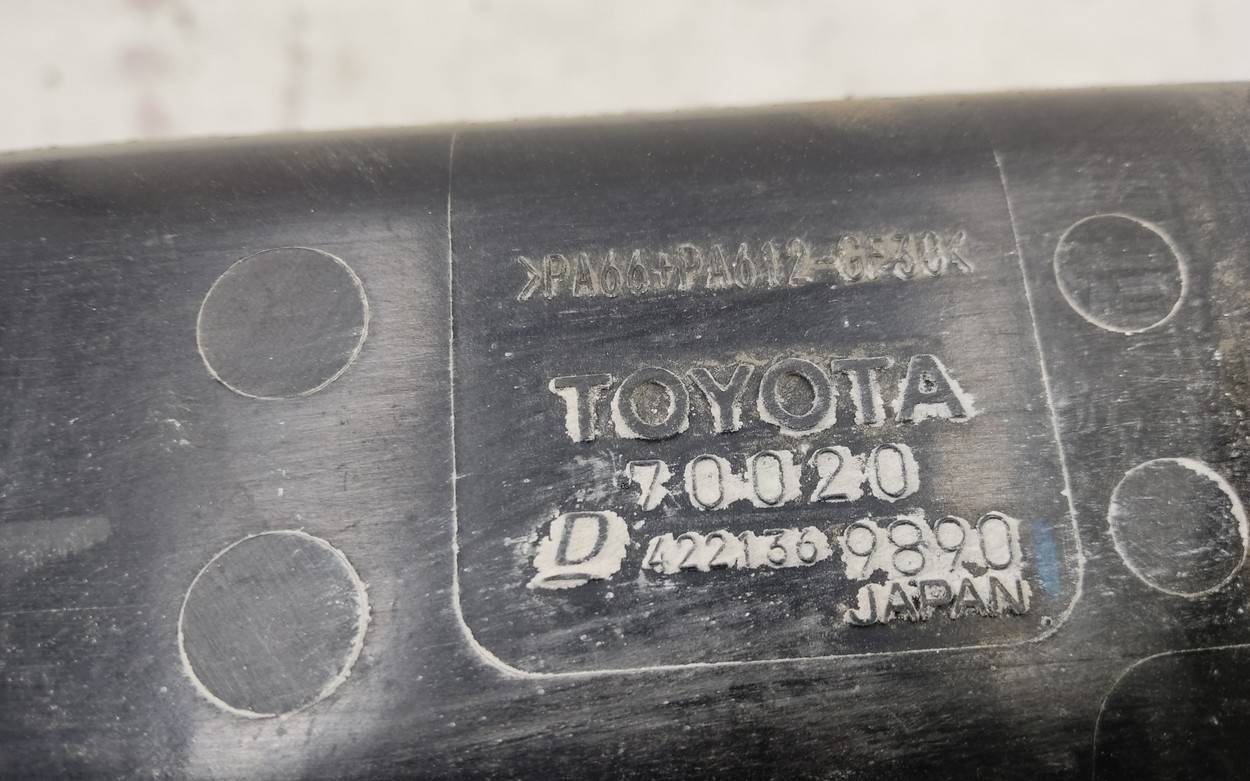 >PA66+PA612-GF30<
TOYOTA
70020
D 422136 9890
JAPAN